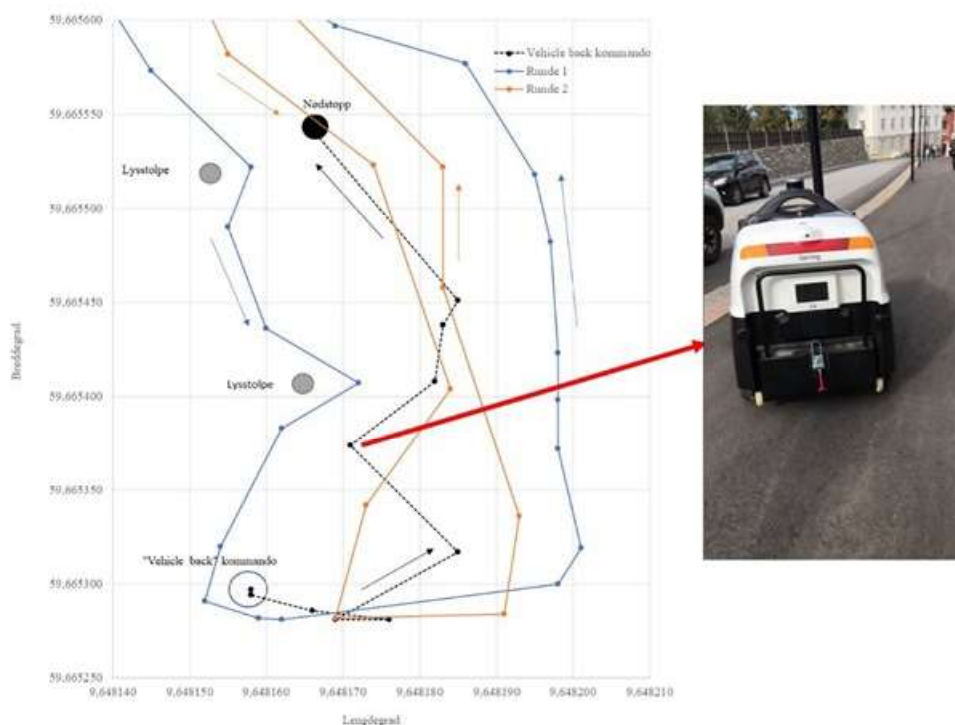 59,665600
59,665550
59,665500
59,665450
59,665400
59,665350
59,665300
59,665250
Breddegrad
Vehicle back kommando
Runde 1
Runde 2
Nødstopp
Lysstolpe
Lysstolpe
"Vehicle back" kommando
9,648140 9,648150 9,648160 9,648170 9,648180 9,648190 9,648200 9,648210
Lengdegrad